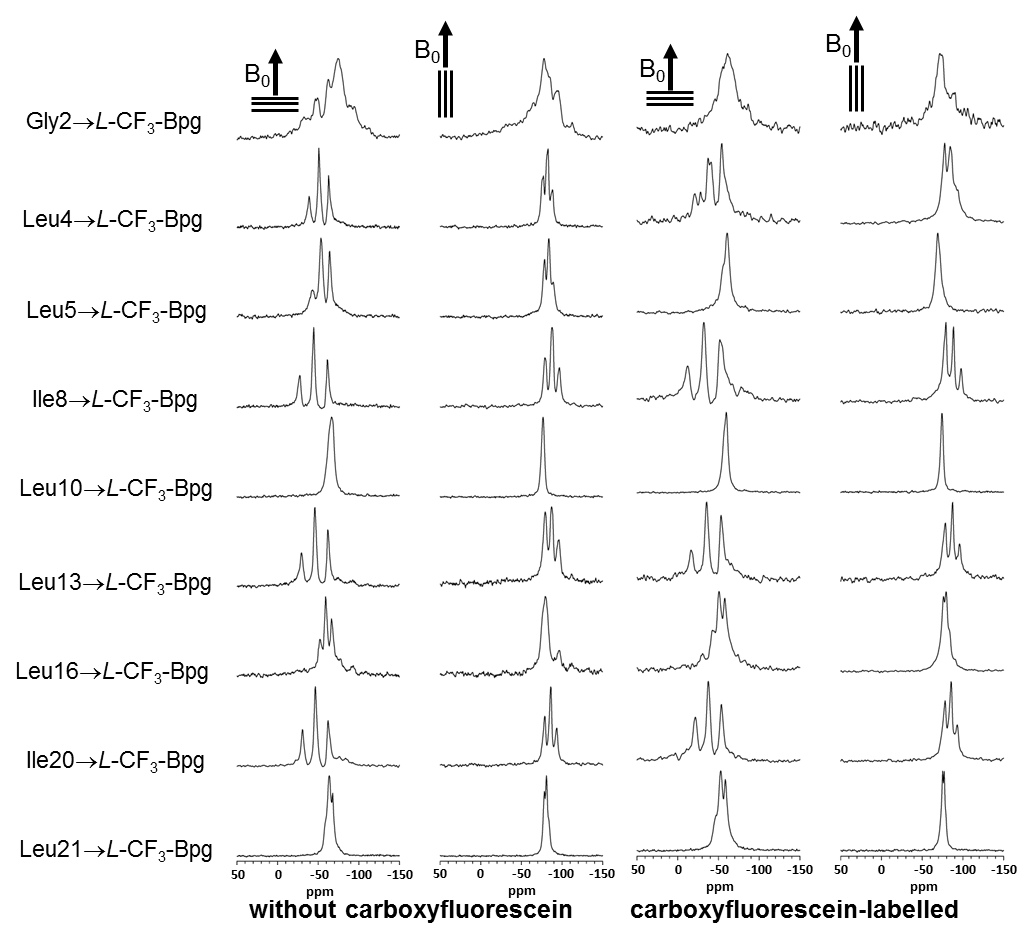 B₀ B₀ B₀ B₀
Gly2→L-CF₃-Bpg
Leu4→L-CF₃-Bpg
Leu5→L-CF₃-Bpg
Ile8→L-CF₃-Bpg
Leu10→L-CF₃-Bpg
Leu13→L-CF₃-Bpg
Leu16→L-CF₃-Bpg
Ile20→L-CF₃-Bpg
Leu21→L-CF₃-Bpg
50 0 -50 -100 -150 50 0 -50 -100 -150 50 0 -50 -100 -150 50 0 -50 -100 -150
ppm ppm ppm ppm
without carboxyfluorescein carboxyfluorescein-labelled